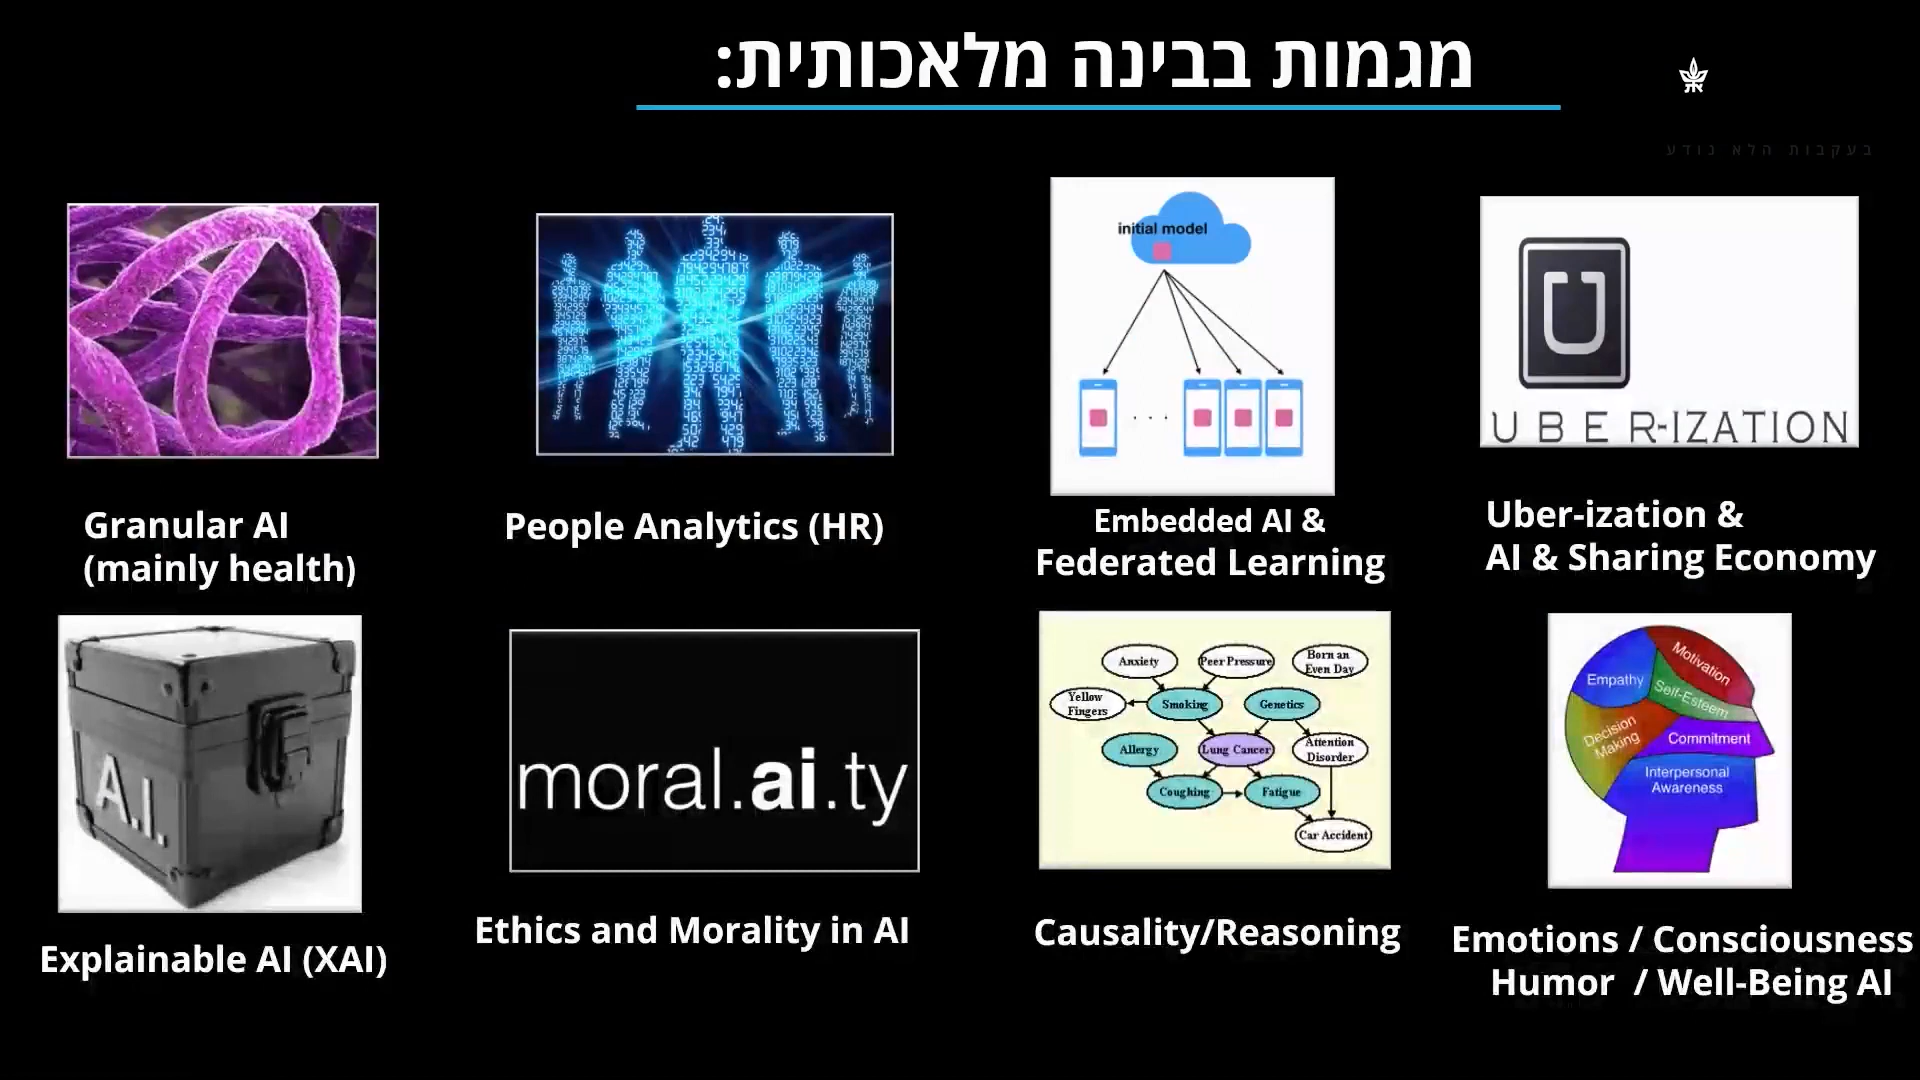 מגמות בבינה מלאכותית:
בעקבות הלא נודע
initial model
U B E R-IZATION
Granular AI
(mainly health)
People Analytics (HR)
Embedded AI &
Federated Learning
Uber-ization &
AI & Sharing Economy
A.I.
moral.ai.ty
Anxiety
Peer Pressure
Born an
Even Day
Yellow
Fingers
Smoking
Genetics
Allergy
Lung Cancer
Attention
Disorder
Coughing
Fatigue
Car Accident
Motivation
Empathy
Self-Esteem
Decision
Making
Commitment
Interpersonal
Awareness
Explainable AI (XAI)
Ethics and Morality in AI
Causality/Reasoning
Emotions / Consciousness
Humor / Well-Being AI